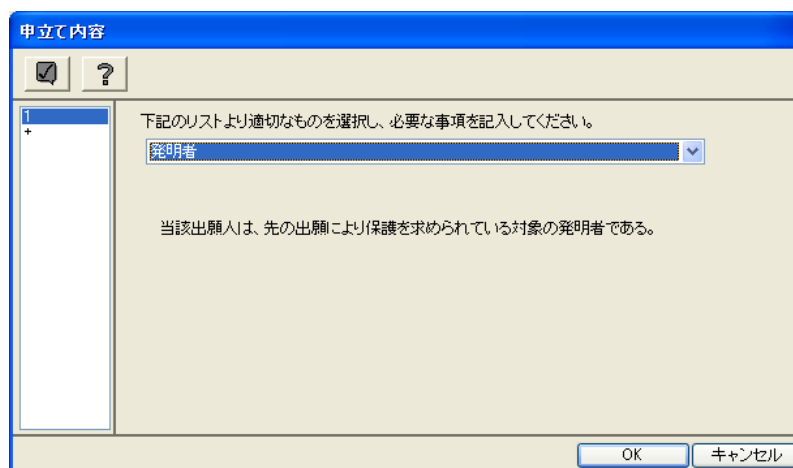 申立て内容
?
1
+
下記のリストより適切なものを選択し、必要な事項を記入してください。
発明者
当該出願人は、先の出願により保護を求められている対象の発明者である。
OK
キャンセル